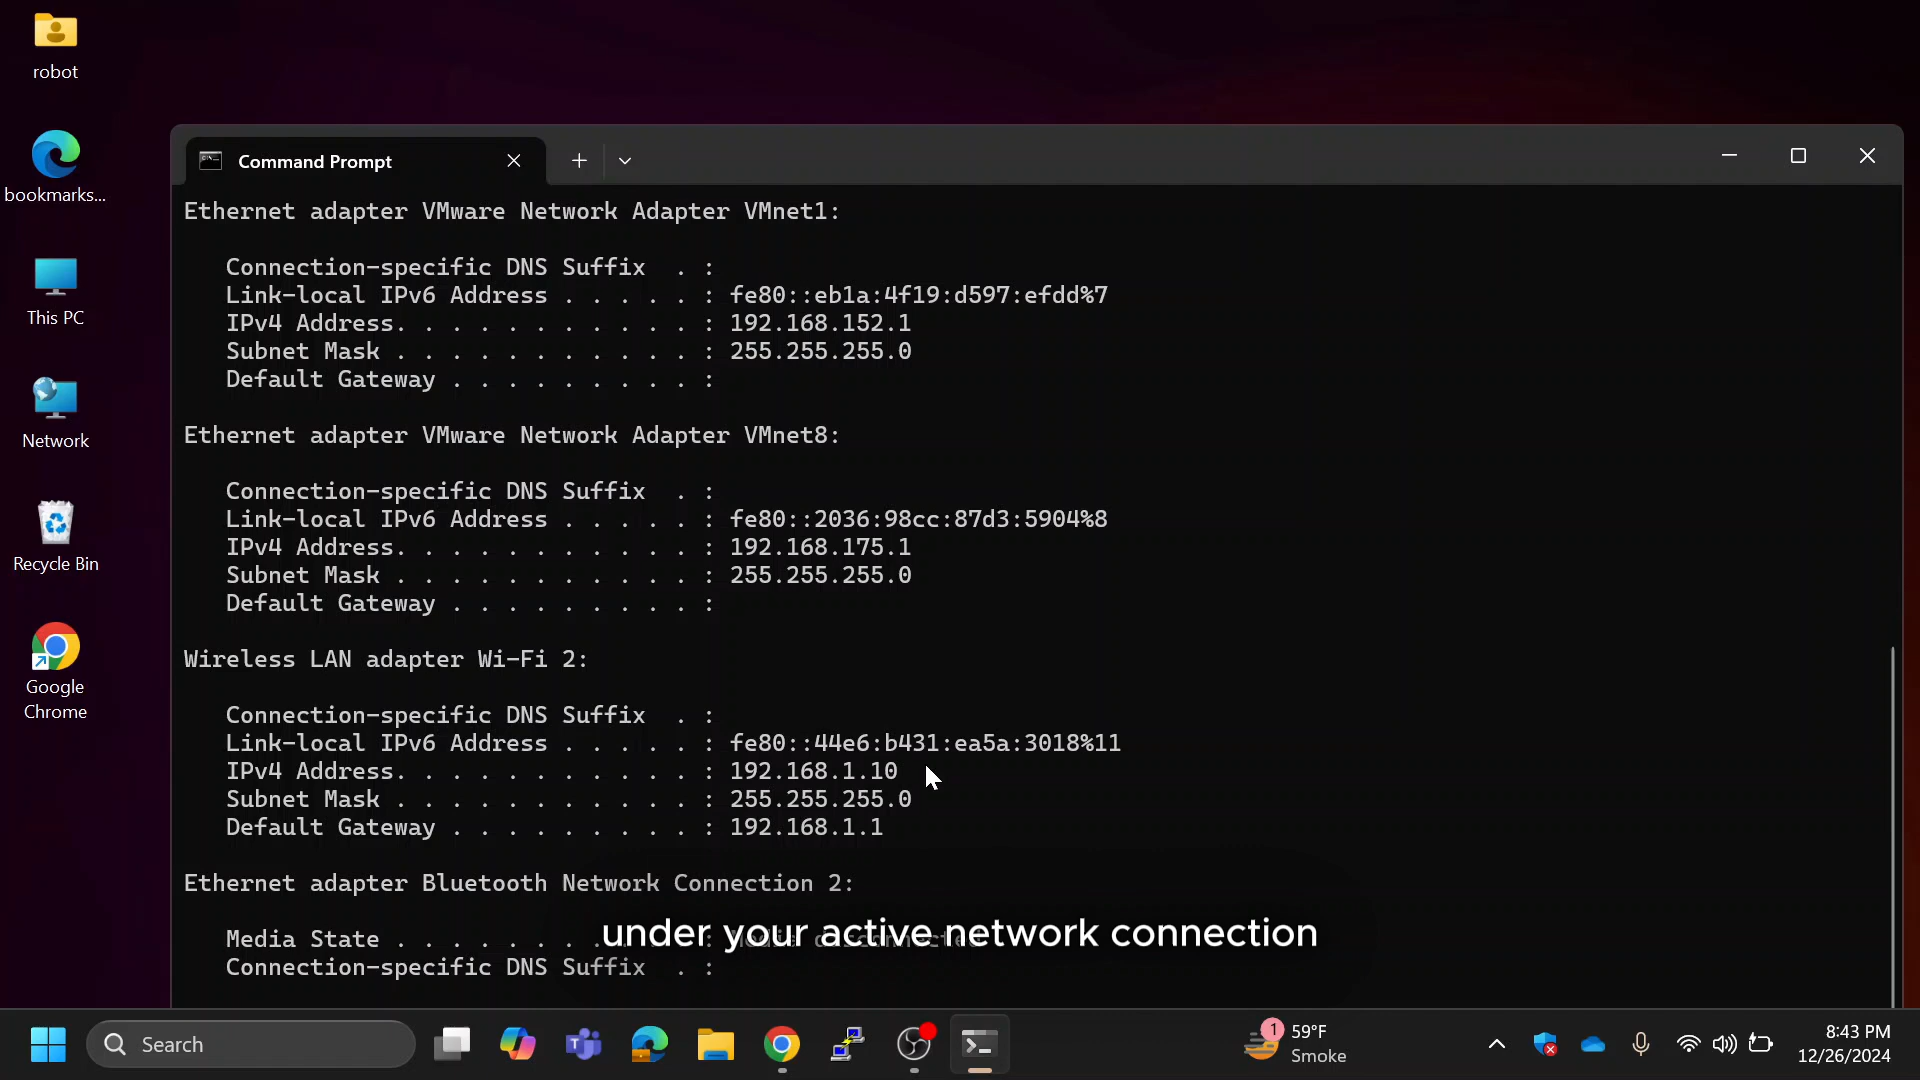 robot
bookmarks...
This PC
Network
Recycle Bin
Google
Chrome
Command Prompt
Ethernet adapter VMware Network Adapter VMnet1:
Connection-specific DNS Suffix  . :
Link-local IPv6 Address . . . . . : fe80::eb1a:4f19:d597:efdd%7
IPv4 Address. . . . . . . . . . . : 192.168.152.1
Subnet Mask . . . . . . . . . . . : 255.255.255.0
Default Gateway . . . . . . . . . :
Ethernet adapter VMware Network Adapter VMnet8:
Connection-specific DNS Suffix  . :
Link-local IPv6 Address . . . . . : fe80::2036:98cc:87d3:5904%8
IPv4 Address. . . . . . . . . . . : 192.168.175.1
Subnet Mask . . . . . . . . . . . : 255.255.255.0
Default Gateway . . . . . . . . . :
Wireless LAN adapter Wi-Fi 2:
Connection-specific DNS Suffix  . :
Link-local IPv6 Address . . . . . : fe80::44e6:b431:ea5a:3018%11
IPv4 Address. . . . . . . . . . . : 192.168.1.10
Subnet Mask . . . . . . . . . . . : 255.255.255.0
Default Gateway . . . . . . . . . : 192.168.1.1
Ethernet adapter Bluetooth Network Connection 2:
Media State . . . . . . . . . . . :
under your active network connection
Connection-specific DNS Suffix  . :
Search
1
59°F
Smoke
8:43 PM
12/26/2024